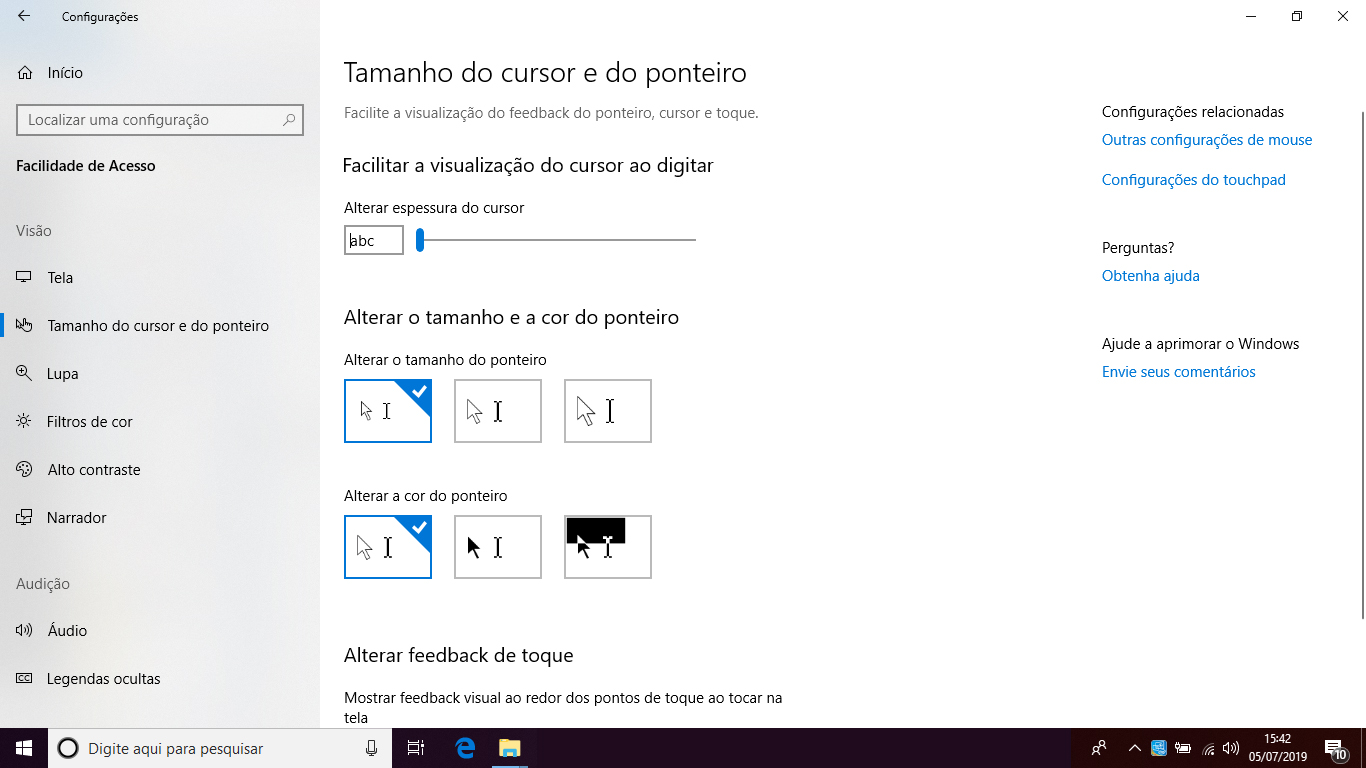 Configurações
Início
Localizar uma configuração
Facilidade de Acesso
Visão
Tela
Tamanho do cursor e do ponteiro
Lupa
Filtros de cor
Alto contraste
Narrador
Audição
Áudio
Legendas ocultas
Tamanho do cursor e do ponteiro
Facilite a visualização do feedback do ponteiro, cursor e toque.
Facilitar a visualização do cursor ao digitar
Alterar espessura do cursor
abc
Alterar o tamanho e a cor do ponteiro
Alterar o tamanho do ponteiro
Alterar a cor do ponteiro
Alterar feedback de toque
Mostrar feedback visual ao redor dos pontos de toque ao tocar na
tela
Configurações relacionadas
Outras configurações de mouse
Configurações do touchpad
Perguntas?
Obtenha ajuda
Ajude a aprimorar o Windows
Envie seus comentários
Digite aqui para pesquisar
15:42
05/07/2019
10